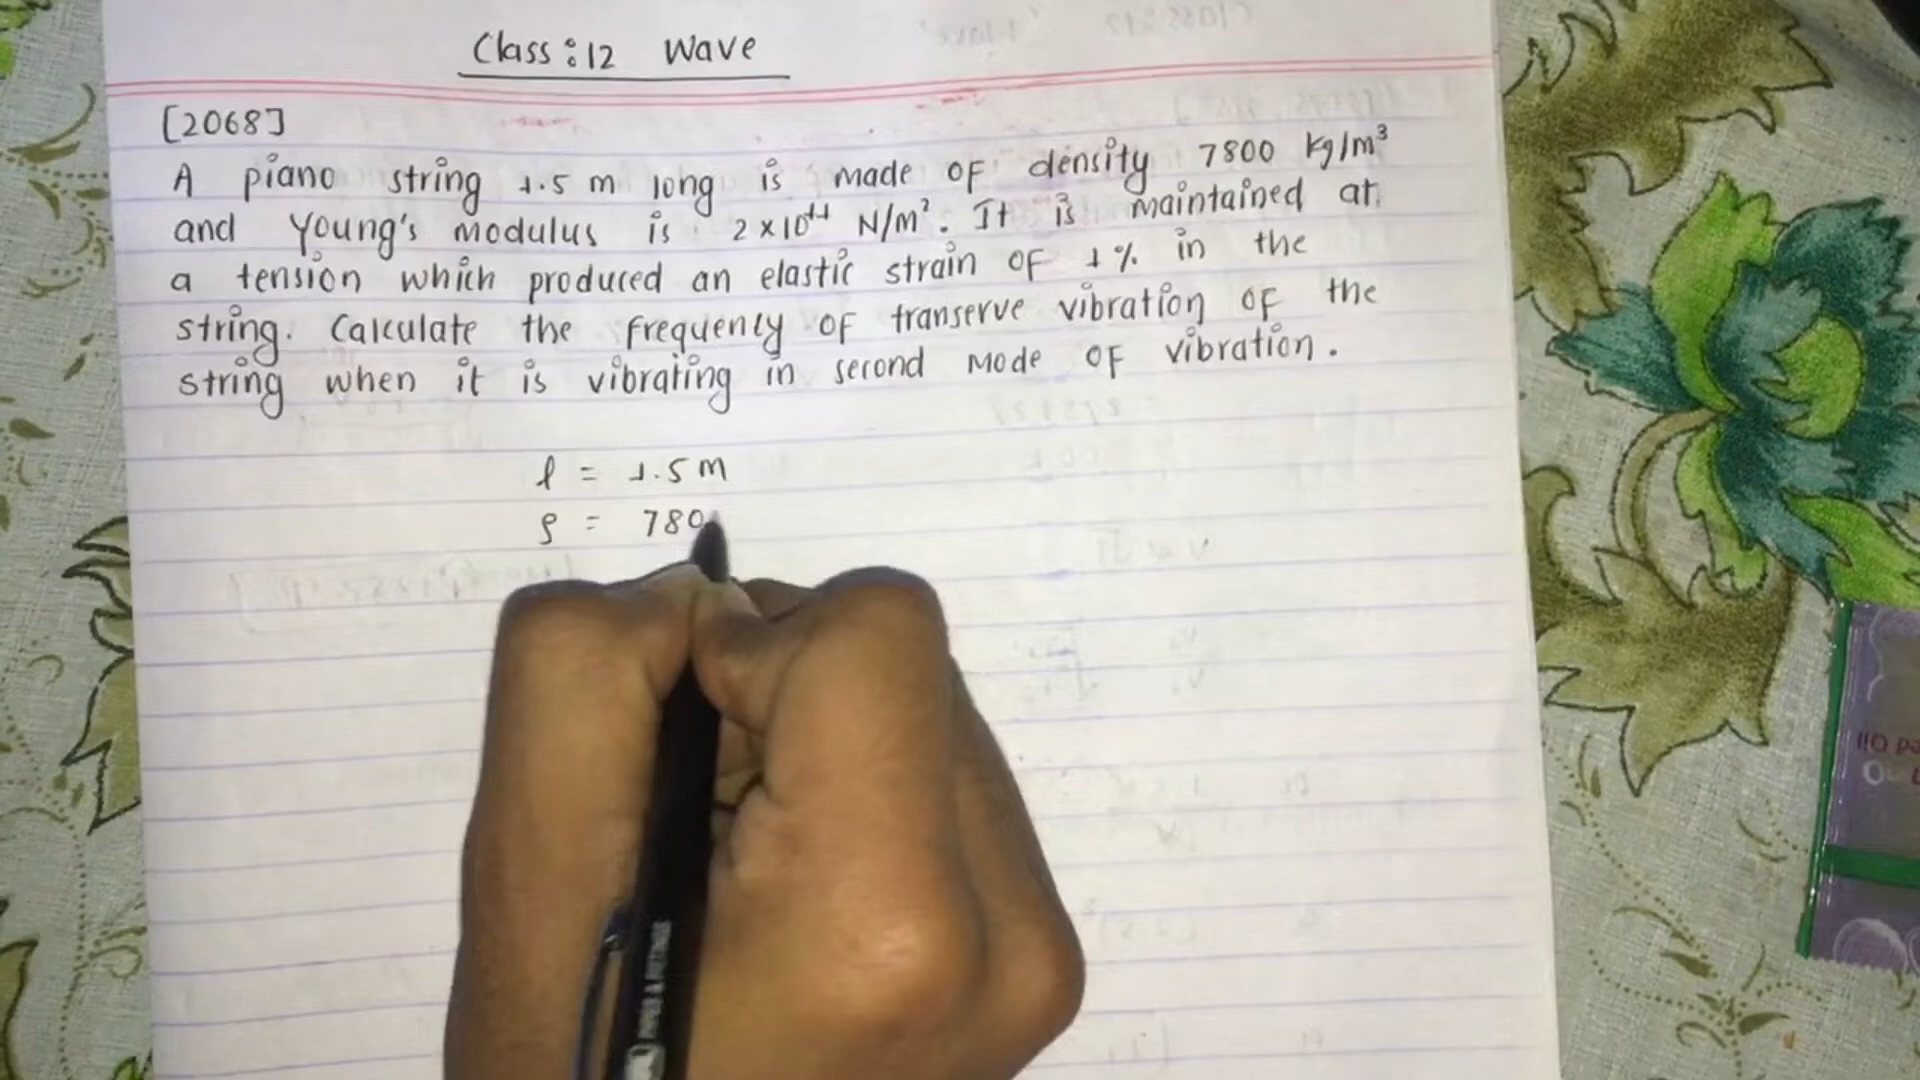 Class: 12 Wave
[2068]
A piano string 1.5 m long is made of density 7800 kg/m³
and Young's modulus is 2×10¹¹ N/m². It is maintained at
a tension which produced an elastic strain of 1% in the
string. Calculate the frequency of transerve vibration of the
string when it is vibrating in second mode of vibration.
l = 1.5 m
ρ = 780